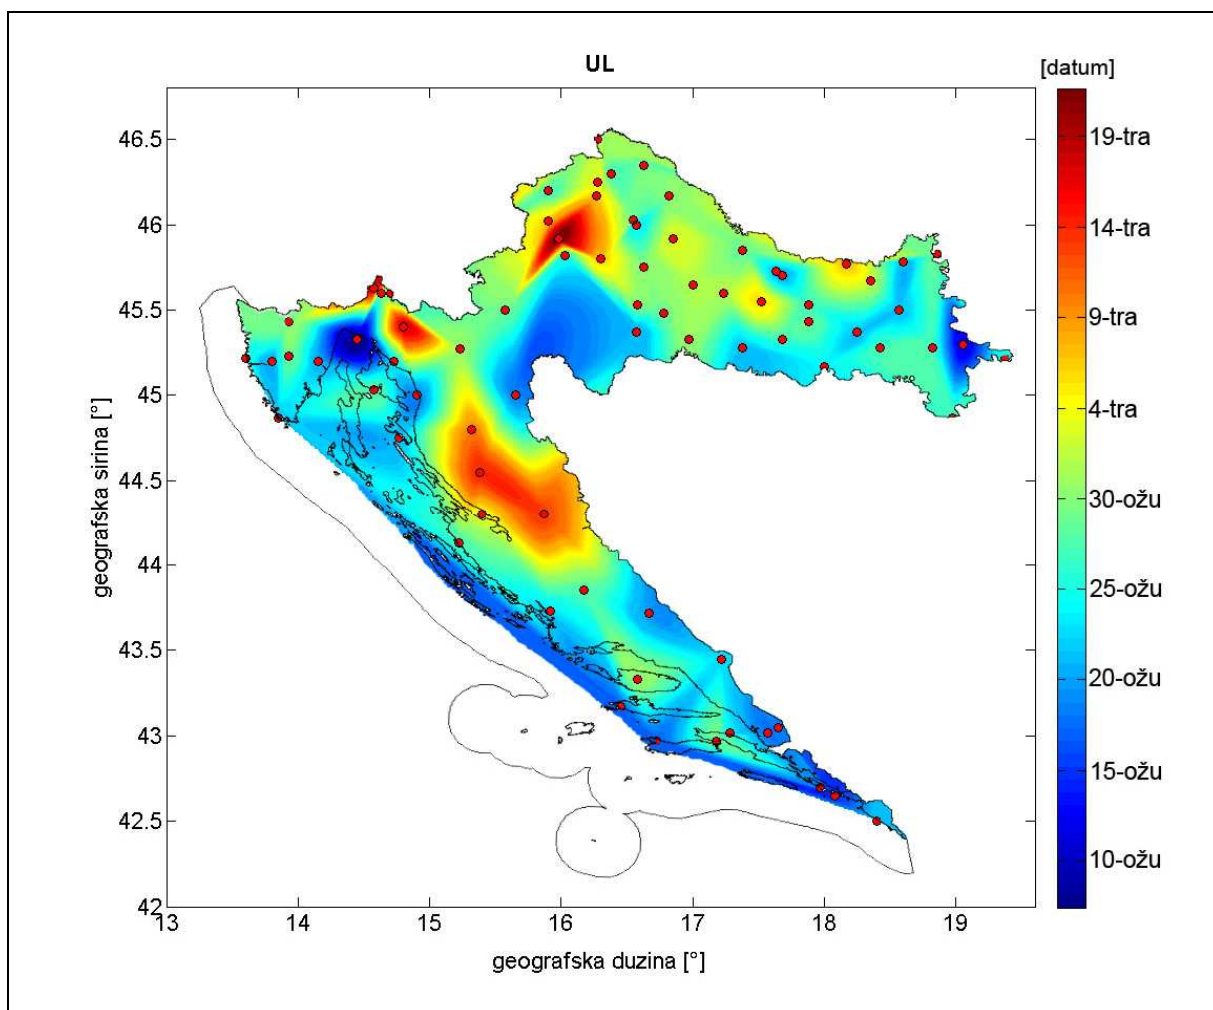 UL
[datum]
46.5
46
45.5
45
44.5
44
43.5
43
42.5
42
13
14
15
16
17
18
19
geografska sirina [°]
geografska duzina [°]
19-tra
14-tra
9-tra
4-tra
30-ožu
25-ožu
20-ožu
15-ožu
10-ožu